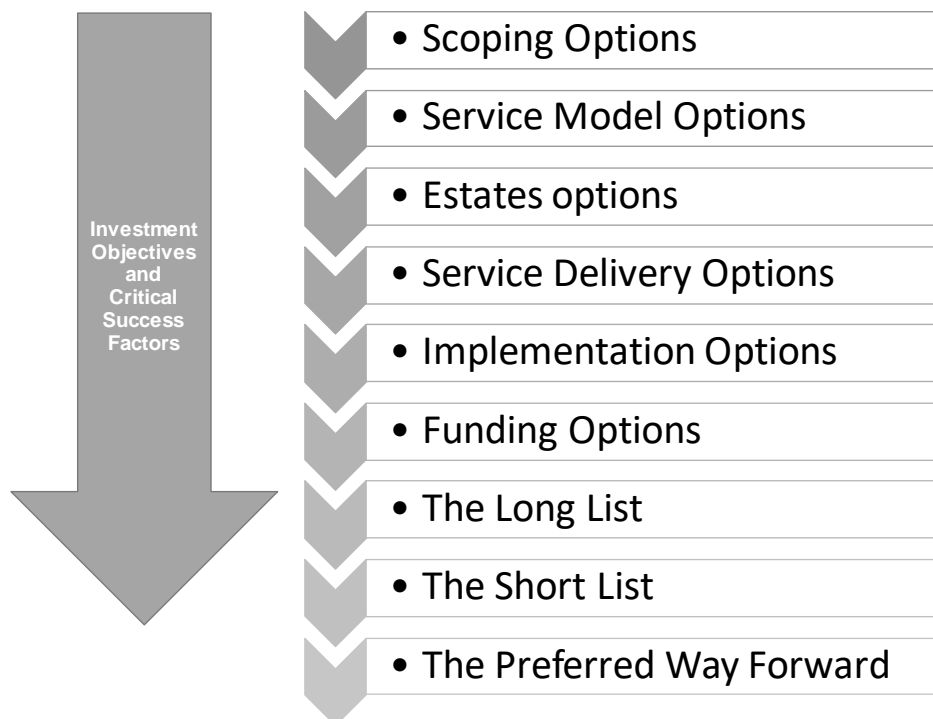 Investment
Objectives
and
Critical
Success
Factors
• Scoping Options
• Service Model Options
• Estates options
• Service Delivery Options
• Implementation Options
• Funding Options
• The Long List
• The Short List
• The Preferred Way Forward